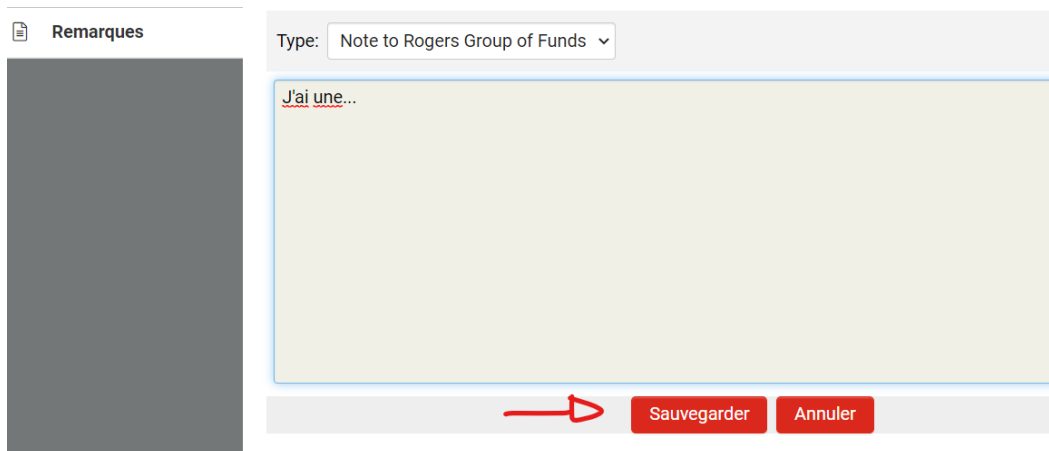 Remarques
Type: Note to Rogers Group of Funds
J'ai une...
Sauvegarder Annuler